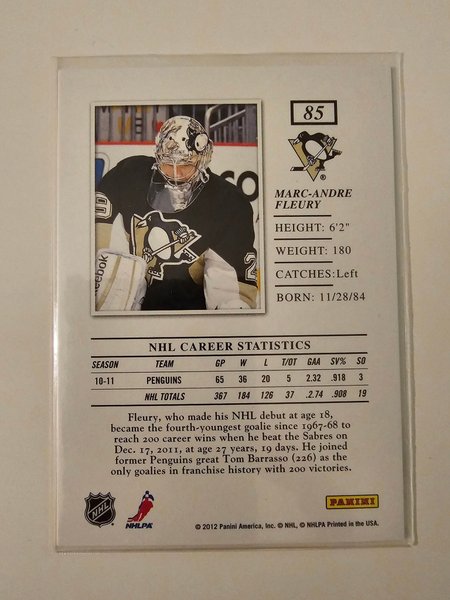 85
®
MARC-ANDRE
FLEURY
HEIGHT: 6'2"
WEIGHT: 180
CATCHES:Left
BORN: 11/28/84
Reebok
NHL CAREER STATISTICS
SEASON TEAM GP W L T/OT GAA SV% SO
10-11 PENGUINS 65 36 20 5 2.32 .918 3
NHL TOTALS 367 184 126 37 2.74 .908 19
Fleury, who made his NHL debut at age 18,
became the fourth-youngest goalie since 1967-68 to
reach 200 career wins when he beat the Sabres on
Dec. 17, 2011, at age 27 years, 19 days. He joined
former Penguins great Tom Barrasso (226) as the
only goalies in franchise history with 200 victories.
NHL
NHLPA
PANINI
© 2012 Panini America, Inc. © NHL, © NHLPA Printed in the USA.